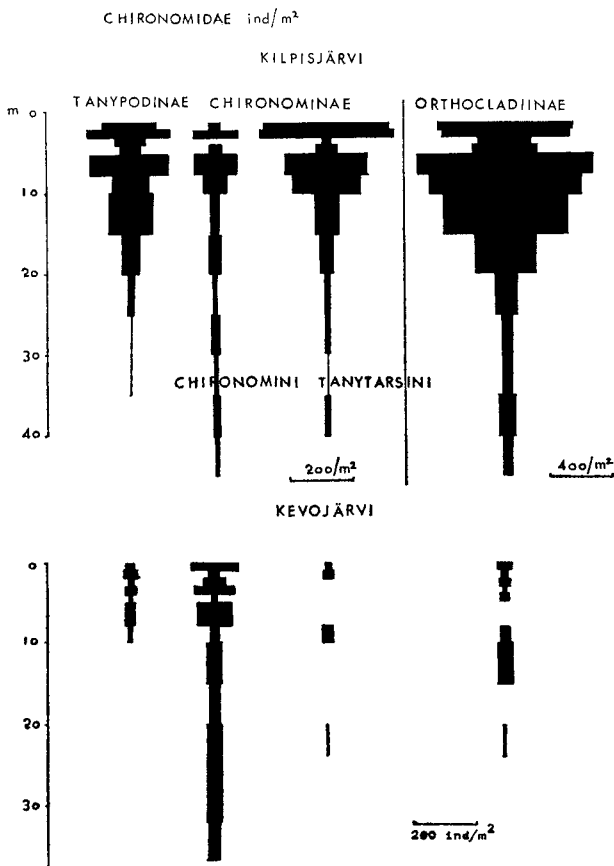 CHIRONOMIDAE ind/m²
KILPISJÄRVI
TANYPODINAE CHIRONOMINAE ORTHOCLADIINAE
m 0
10
20
30
CHIRONOMINI TANYTARSINI
40
200/m² 400/m²
KEVOJÄRVI
0
10
20
30
200 ind/m²